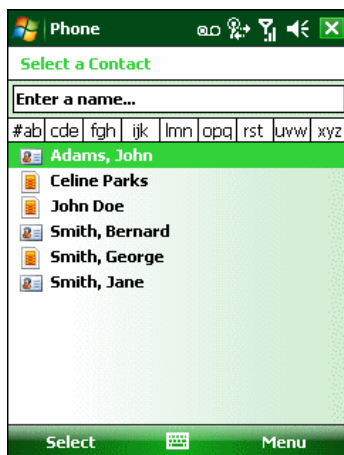 Phone
Select a Contact
Enter a name...
#ab cde fgh ijk lmn opq rst uvw xyz
Adams, John
Celine Parks
John Doe
Smith, Bernard
Smith, George
Smith, Jane
Select Menu